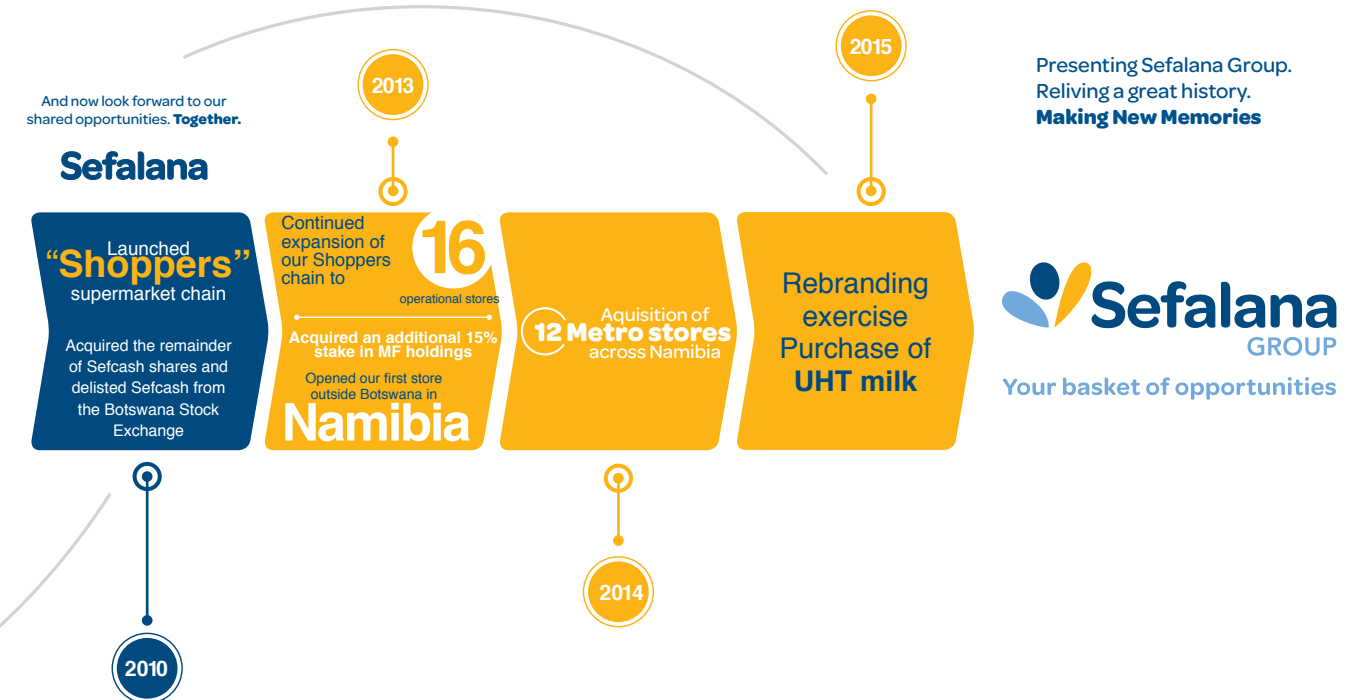 And now look forward to our
shared opportunities. Together.
Sefalana
2013
2015
Presenting Sefalana Group.
Reliving a great history.
Making New Memories
Launched
“Shoppers”
supermarket chain
Acquired the remainder
of Sefcash shares and
delisted Sefcash from
the Botswana Stock
Exchange
2010
Continued
expansion of
our Shoppers
chain to
16
operational stores
Acquired an additional 15%
stake in MF holdings
Opened our first store
outside Botswana in
Namibia
Aquisition of
12 Metro stores
across Namibia
2014
Rebranding
exercise
Purchase of
UHT milk
Sefalana
GROUP
Your basket of opportunities